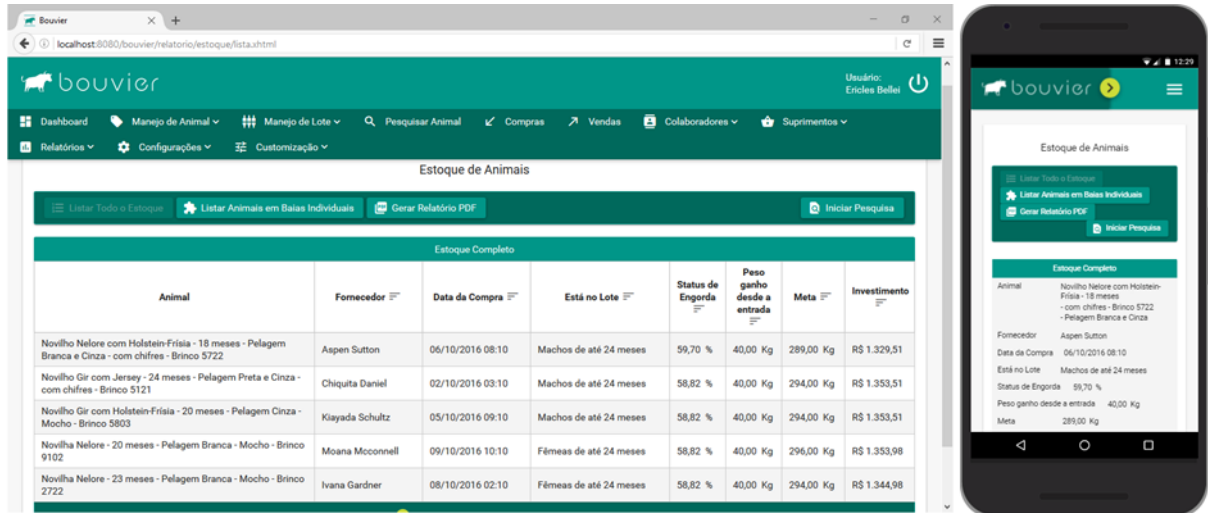 Bouvier
localhost:8080/bouvier/relatorio/estoque/lista.xhtml
bouvier
Usuário:
Ericles Bellei
Dashboard Manejo de Animal Manejo de Lote Pesquisar Animal Compras Vendas Colaboradores Suprimentos
Relatórios Configurações Customização
Estoque de Animais
Listar Todo o Estoque Listar Animais em Baias Individuais Gerar Relatório PDF Iniciar Pesquisa
Estoque Completo
Animal Fornecedor Data da Compra Está no Lote Status de Engorda Peso ganho desde a entrada Meta Investimento
Novilho Nelore com Holstein-Frísia - 18 meses - Pelagem
Branca e Cinza - com chifres - Brinco 5722 Aspen Sutton 06/10/2016 08:10 Machos de até 24 meses 59,70 % 40,00 Kg 289,00 Kg R$ 1.329,51
Novilho Gir com Jersey - 24 meses - Pelagem Preta e Cinza -
com chifres - Brinco 5121 Chiquita Daniel 02/10/2016 03:10 Machos de até 24 meses 58,82 % 40,00 Kg 294,00 Kg R$ 1.353,51
Novilho Gir com Holstein-Frísia - 20 meses - Pelagem Cinza -
Mocho - Brinco 5803 Kiayada Schultz 05/10/2016 09:10 Machos de até 24 meses 58,82 % 40,00 Kg 294,00 Kg R$ 1.353,51
Novilha Nelore - 20 meses - Pelagem Branca - Mocho - Brinco
9102 Moana Mcconnell 09/10/2016 10:10 Fêmeas de até 24 meses 58,82 % 40,00 Kg 296,00 Kg R$ 1.353,98
Novilha Nelore - 23 meses - Pelagem Branca - Mocho - Brinco
2722 Ivana Gardner 08/10/2016 02:10 Fêmeas de até 24 meses 58,82 % 40,00 Kg 294,00 Kg R$ 1.344,98
12:29
bouvier
Estoque de Animais
Listar Todo o Estoque
Listar Animais em Baias Individuais
Gerar Relatório PDF
Iniciar Pesquisa
Estoque Completo
Animal Novilho Nelore com Holstein-
Frísia - 18 meses
- com chifres - Brinco 5722
- Pelagem Branca e Cinza
Fornecedor Aspen Sutton
Data da Compra 06/10/2016 08:10
Está no Lote Machos de até 24 meses
Status de Engorda 59,70 %
Peso ganho desde a entrada 40,00 Kg
Meta 289,00 Kg